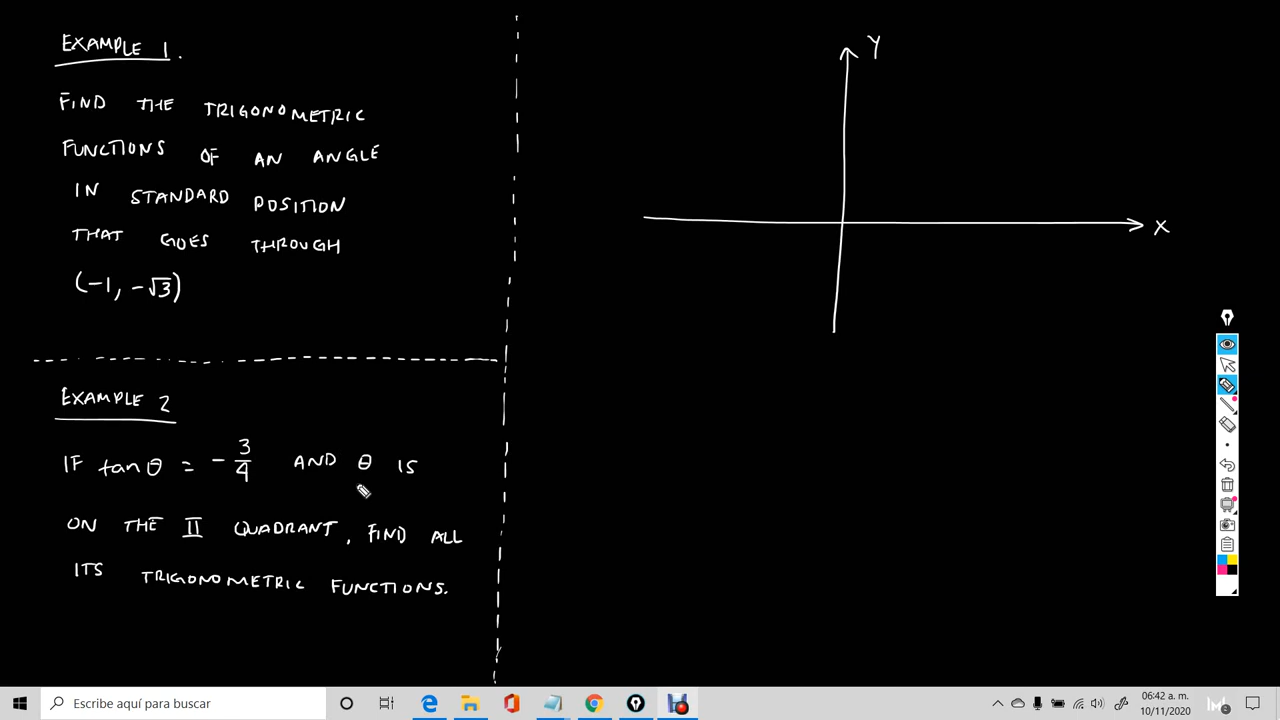 EXAMPLE 1.
FIND THE TRIGONOMETRIC
FUNCTIONS OF AN ANGLE
IN STANDARD POSITION
THAT GOES THROUGH
(-1, -√3)
EXAMPLE 2
IF tan θ = - 3/4 AND θ IS
ON THE II QUADRANT, FIND ALL
ITS TRIGONOMETRIC FUNCTIONS.
Y
X
Escribe aquí para buscar
06:42 a. m.
10/11/2020